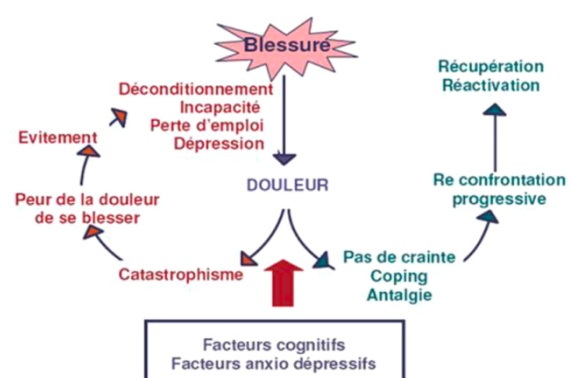 Blessure
Déconditionnement
Incapacité
Perte d'emploi
Dépression
Evitement
Peur de la douleur
de se blesser
Catastrophisme
DOULEUR
Pas de crainte
Coping
Antalgie
Re confrontation
progressive
Récupération
Réactivation
Facteurs cognitifs
Facteurs anxio dépressifs